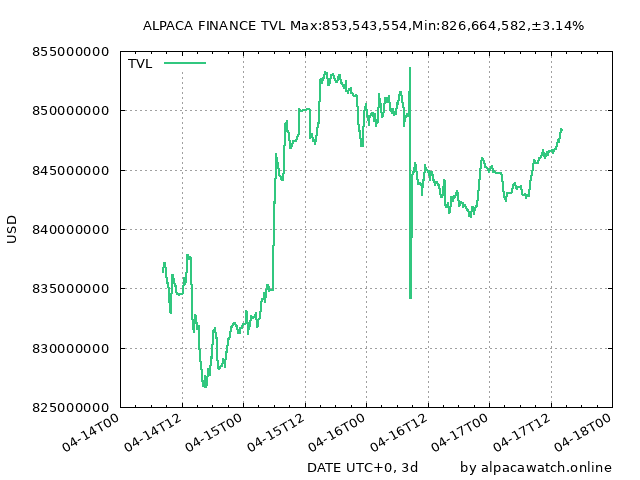 ALPACA FINANCE TVL Max:853,543,554,Min:826,664,582,±3.14%
TVL
855000000
850000000
845000000
840000000
835000000
830000000
825000000
USD
04-14T00
04-14T12
04-15T00
04-15T12
04-16T00
04-16T12
04-17T00
04-17T12
04-18T00
DATE UTC+0, 3d
by alpacawatch.online